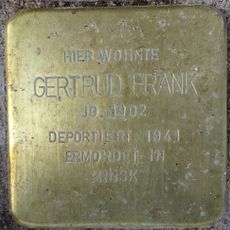 HIER WOHNTE
GERTRUD FRANK
JG. 1902
DEPORTIERT 1941
ERMORDET IN
MINSK